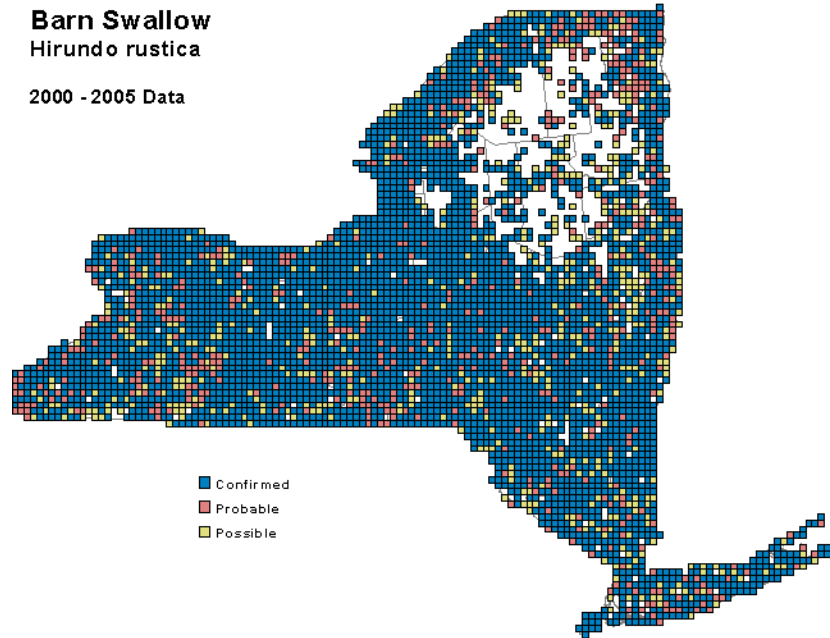 Barn Swallow
Hirundo rustica
2000 - 2005 Data
Confirmed
Probable
Possible